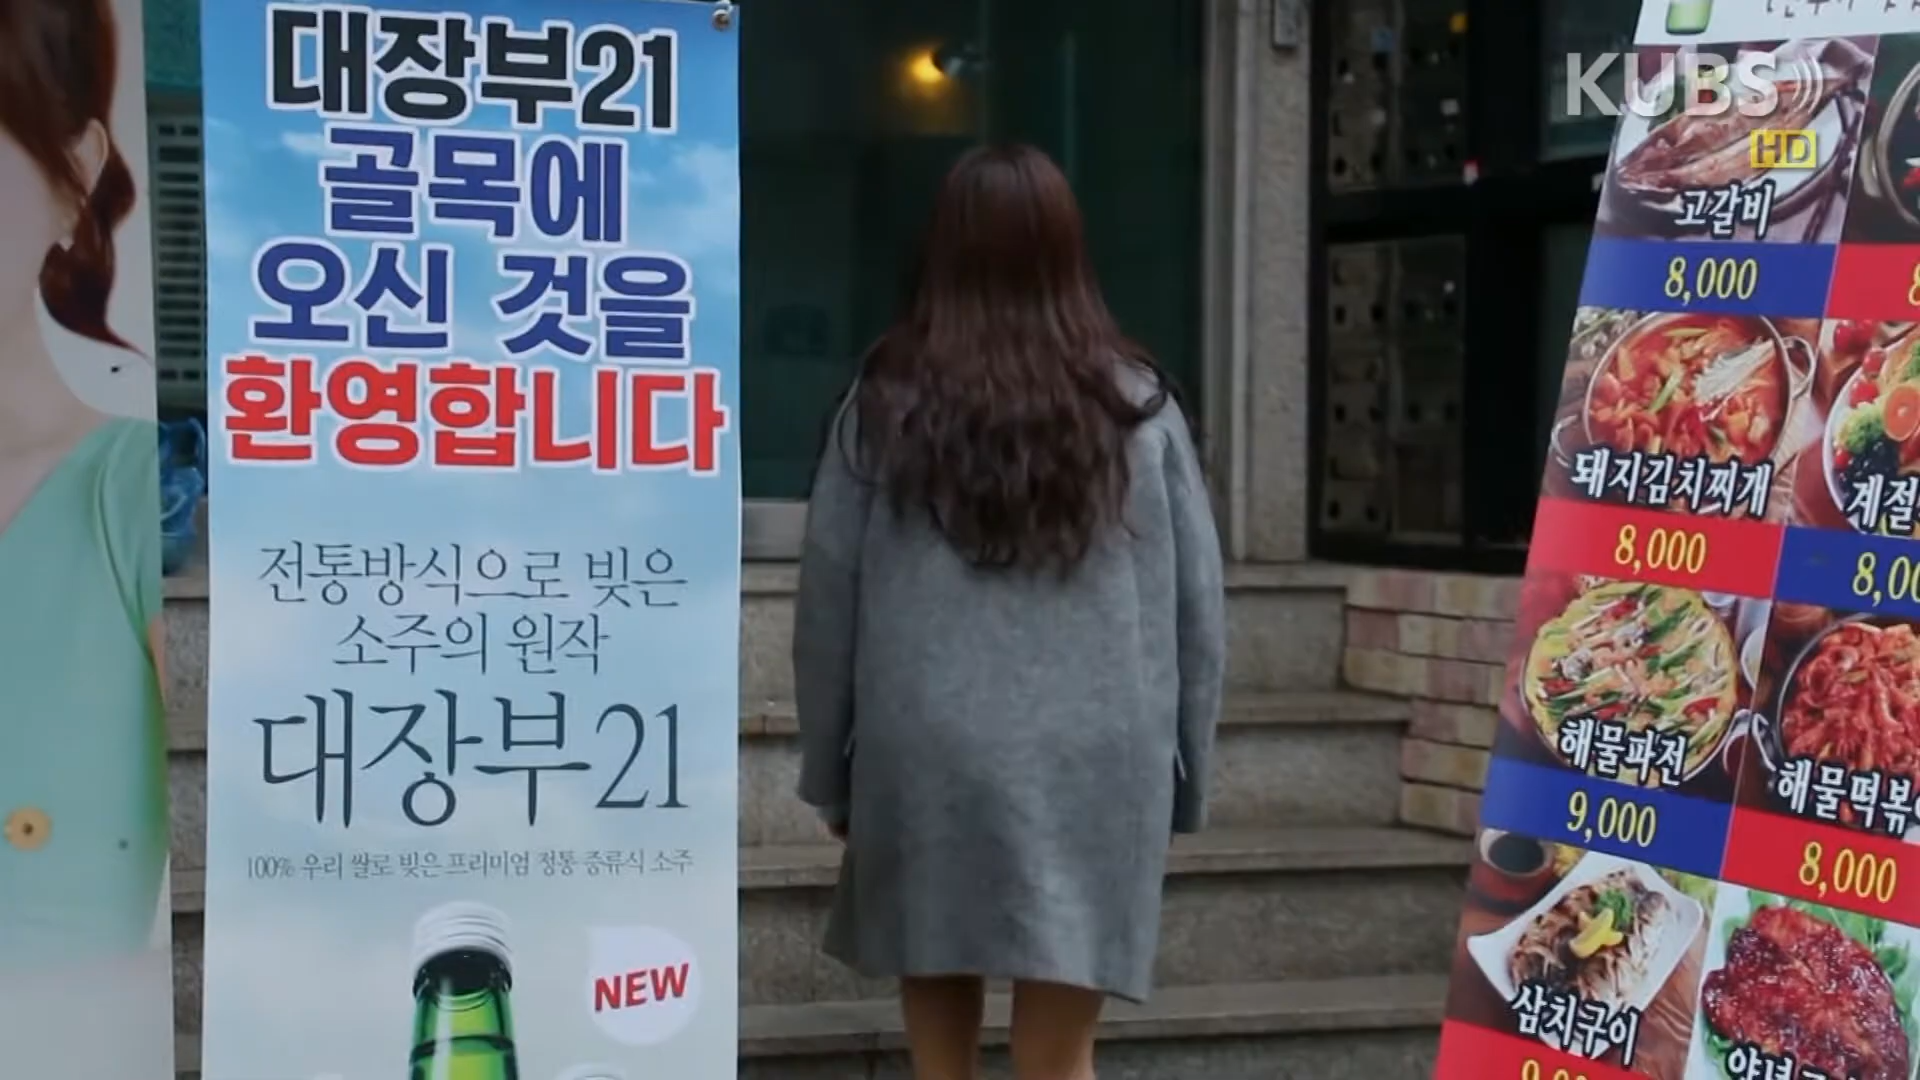 대장부21
골목에
오신 것을
환영합니다
전통방식으로 빚은
소주의 원작
대장부21
100% 우리 쌀로 빚은 프리미엄 정통 증류식 소주
NEW
KUBS
HD
고갈비
8,000
돼지김치찌개
8,000
8,00
해물파전
9,000
해물떡볶
8,000
삼치구이